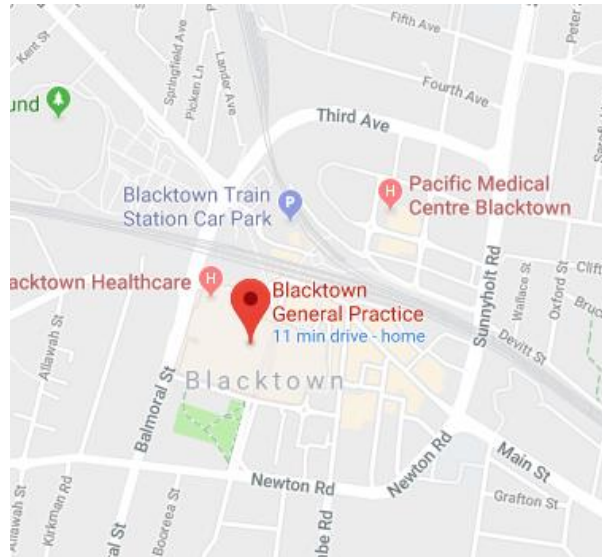 Fifth Ave
Kent St
Springfield Ave
Picken Ln
Lander Ave
Peter
Fourth Ave
und
Third Ave
P
Blacktown Train
Station Car Park
H
Pacific Medical
Centre Blacktown
acktown Healthcare
H
Blacktown
General Practice
11 min drive - home
Sunnyholt Rd
Wallace St
Oxford St
Clift
Bruc
Devitt St
Allawah St
Balmoral St
Blacktown
Newton Rd
Newton Rd
Main St
Grafton St
Allawah St
Kirkman Rd
Booreea St
al St
mbe Rd